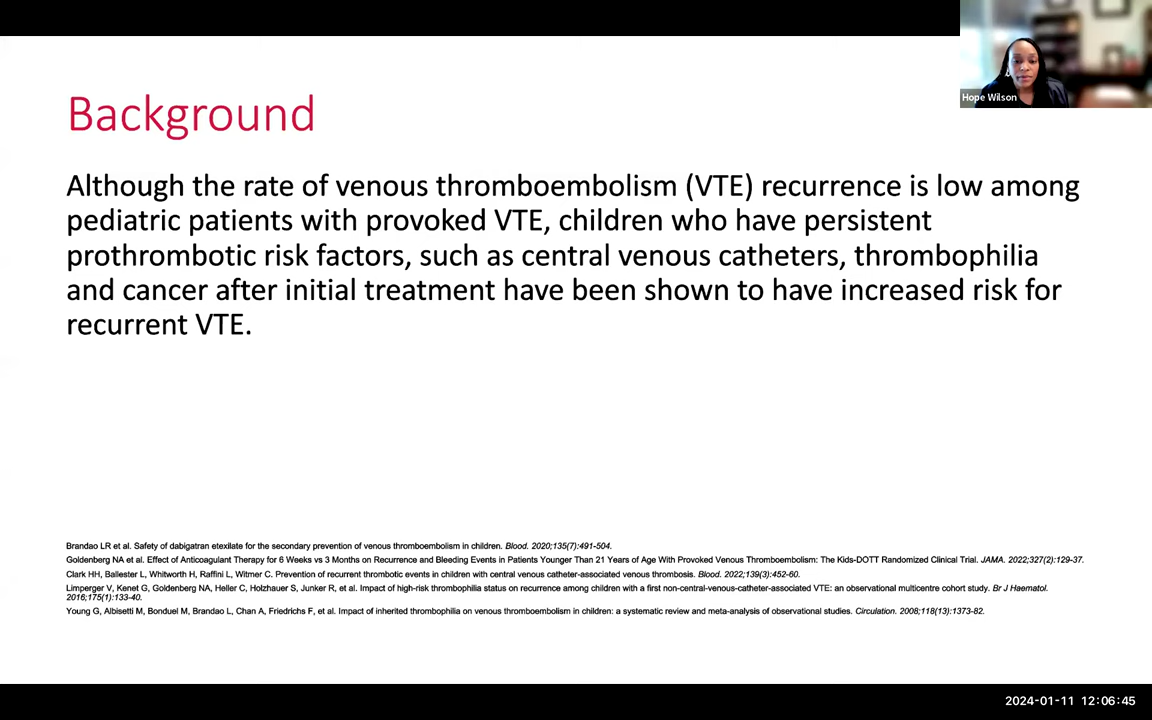 Background
Although the rate of venous thromboembolism (VTE) recurrence is low among
pediatric patients with provoked VTE, children who have persistent
prothrombotic risk factors, such as central venous catheters, thrombophilia
and cancer after initial treatment have been shown to have increased risk for
recurrent VTE.
Hope Wilson
Brandao LR et al. Safety of dabigatran etexilate for the secondary prevention of venous thromboembolism in children. Blood. 2020;135(7):491-504.
Goldenberg NA et al. Effect of Anticoagulant Therapy for 6 Weeks vs 3 Months on Recurrence and Bleeding Events in Patients Younger Than 21 Years of Age With Provoked Venous Thromboembolism: The Kids-DOTT Randomized Clinical Trial. JAMA. 2022;327(2):129-37.
Clark HH, Ballester L, Whitworth H, Raffini L, Witmer C. Prevention of recurrent thrombotic events in children with central venous catheter-associated venous thrombosis. Blood. 2022;139(3):452-60.
Limperger V, Kenet G, Goldenberg NA, Heller C, Holzhauer S, Junker R, et al. Impact of high-risk thrombophilia status on recurrence among children with a first non-central-venous-catheter-associated VTE: an observational multicentre cohort study. Br J Haematol.
2016;175(1):133-40.
Young G, Albisetti M, Bonduel M, Brandao L, Chan A, Friedrichs F, et al. Impact of inherited thrombophilia on venous thromboembolism in children: a systematic review and meta-analysis of observational studies. Circulation. 2008;118(13):1373-82.
2024-01-11 12:06:45